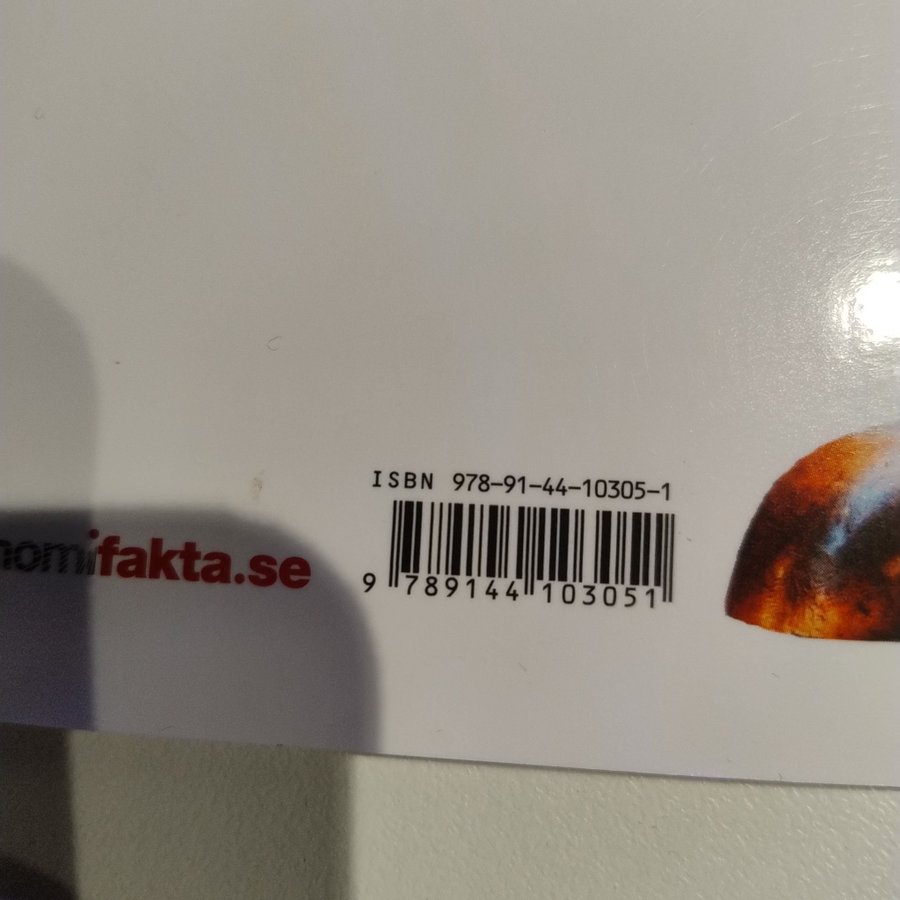 ISBN 978-91-44-10305-1
nomifakta.se
9 789144 103051